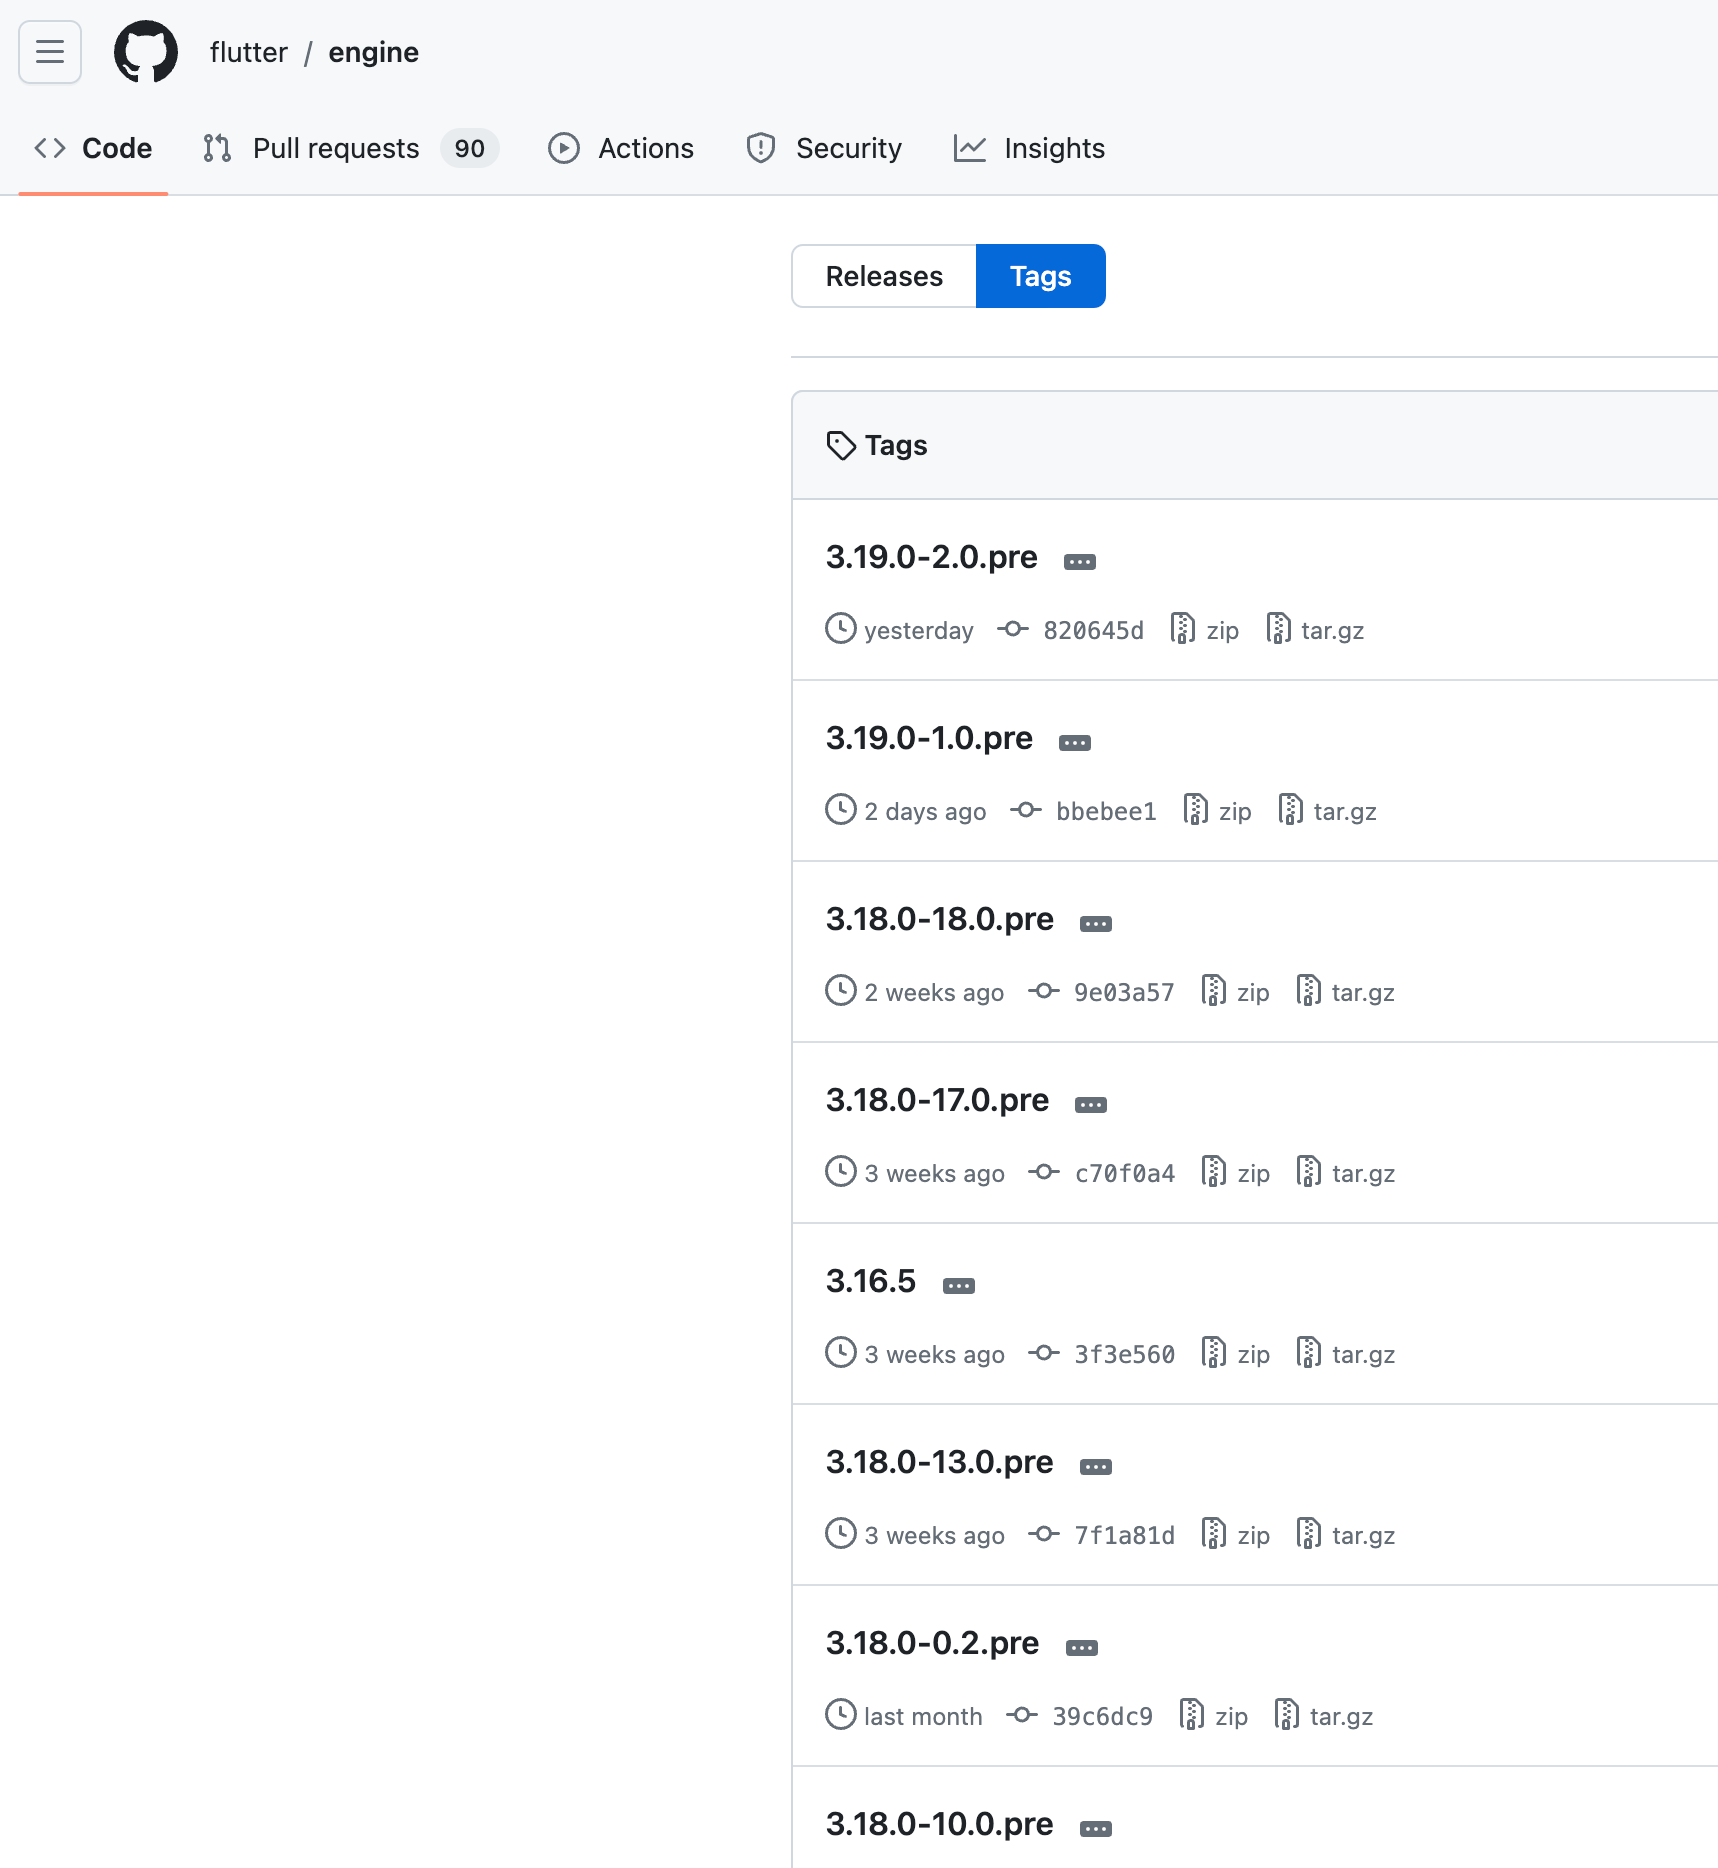 flutter / engine
Code Pull requests 90 Actions Security Insights
Releases Tags
Tags
3.19.0-2.0.pre
yesterday 820645d zip tar.gz
3.19.0-1.0.pre
2 days ago bbebee1 zip tar.gz
3.18.0-18.0.pre
2 weeks ago 9e03a57 zip tar.gz
3.18.0-17.0.pre
3 weeks ago c70f0a4 zip tar.gz
3.16.5
3 weeks ago 3f3e560 zip tar.gz
3.18.0-13.0.pre
3 weeks ago 7f1a81d zip tar.gz
3.18.0-0.2.pre
last month 39c6dc9 zip tar.gz
3.18.0-10.0.pre